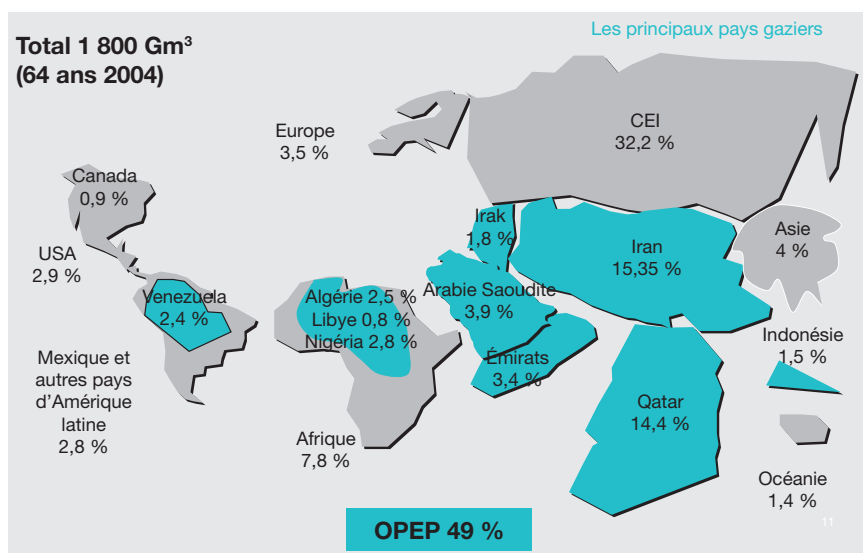 Total 1 800 Gm³
(64 ans 2004)
Les principaux pays gaziers
Europe
3,5 %
CEI
32,2 %
Canada
0,9 %
USA
2,9 %
Venezuela
2,4 %
Mexique et
autres pays
d'Amérique
latine
2,8 %
Algérie 2,5 %
Libye 0,8 %
Nigéria 2,8 %
Afrique
7,8 %
Irak
1,8 %
Arabie Saoudite
3,9 %
Émirats
3,4 %
Iran
15,35 %
Qatar
14,4 %
Asie
4 %
Indonésie
1,5 %
Océanie
1,4 %
11
OPEP 49 %